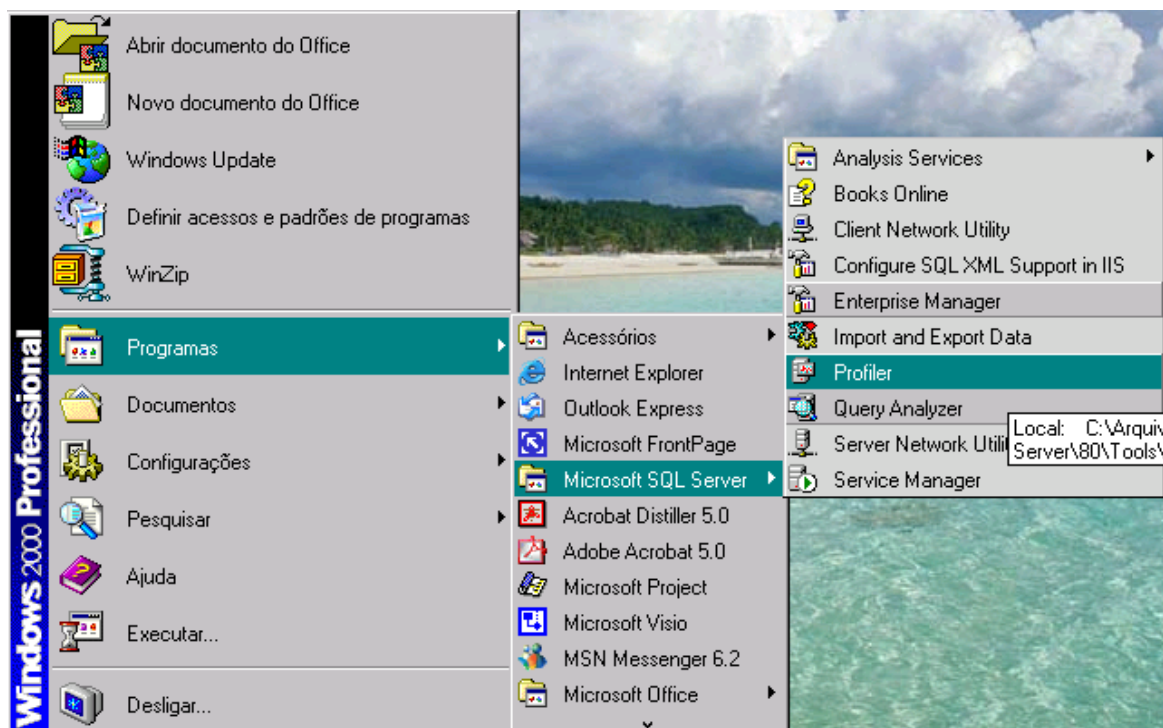 Windows 2000 Professional
Abrir documento do Office
Novo documento do Office
Windows Update
Definir acessos e padrões de programas
WinZip
Programas
Documentos
Configurações
Pesquisar
Ajuda
Executar...
Desligar...
Acessórios
Internet Explorer
Outlook Express
Microsoft FrontPage
Microsoft SQL Server
Acrobat Distiller 5.0
Adobe Acrobat 5.0
Microsoft Project
Microsoft Visio
MSN Messenger 6.2
Microsoft Office
Analysis Services
Books Online
Client Network Utility
Configure SQL XML Support in IIS
Enterprise Manager
Import and Export Data
Profiler
Query Analyzer
Server Network Utili
Service Manager
Local: C:\Arquiv
Server\80\Tools\